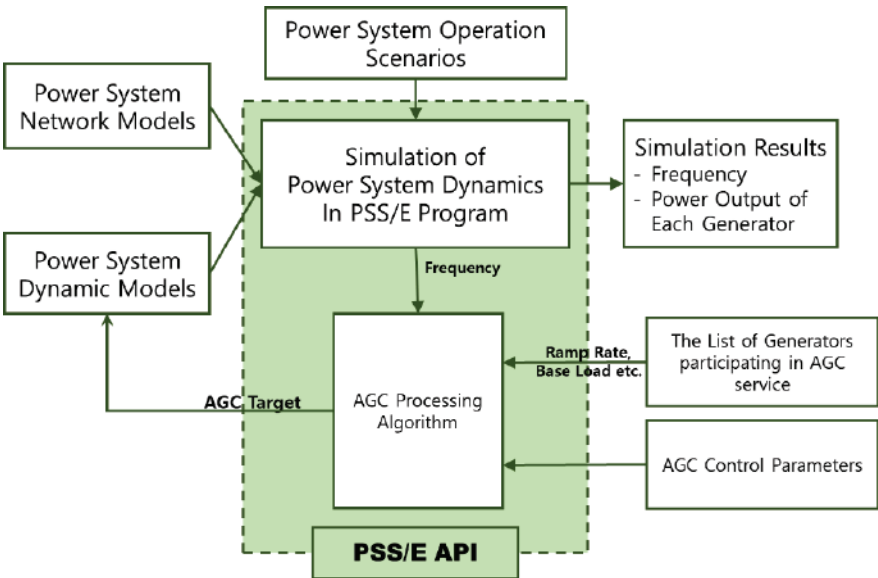 Power System Operation
Scenarios
Power System
Network Models
Simulation of
Power System Dynamics
In PSS/E Program
Simulation Results
- Frequency
- Power Output of
Each Generator
Power System
Dynamic Models
Frequency
Ramp Rate,
Base Load etc.
The List of Generators
participating in AGC
service
AGC Target
AGC Processing
Algorithm
AGC Control Parameters
PSS/E API